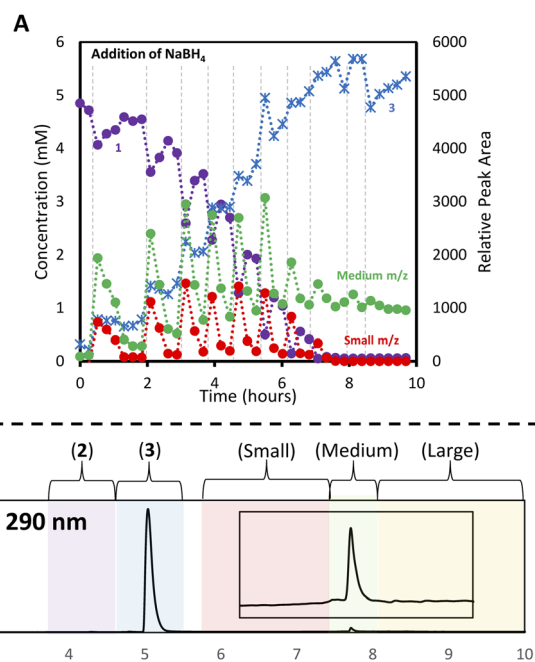 A
Addition of NaBH4
6
5
4
3
2
1
0
6000
5000
4000
3000
2000
1000
0
Concentration (mM)
Relative Peak Area
1
3
Medium m/z
Small m/z
0 2 4 6 8 10
Time (hours)
(2) (3) (Small) (Medium) (Large)
290 nm
4 5 6 7 8 9 10